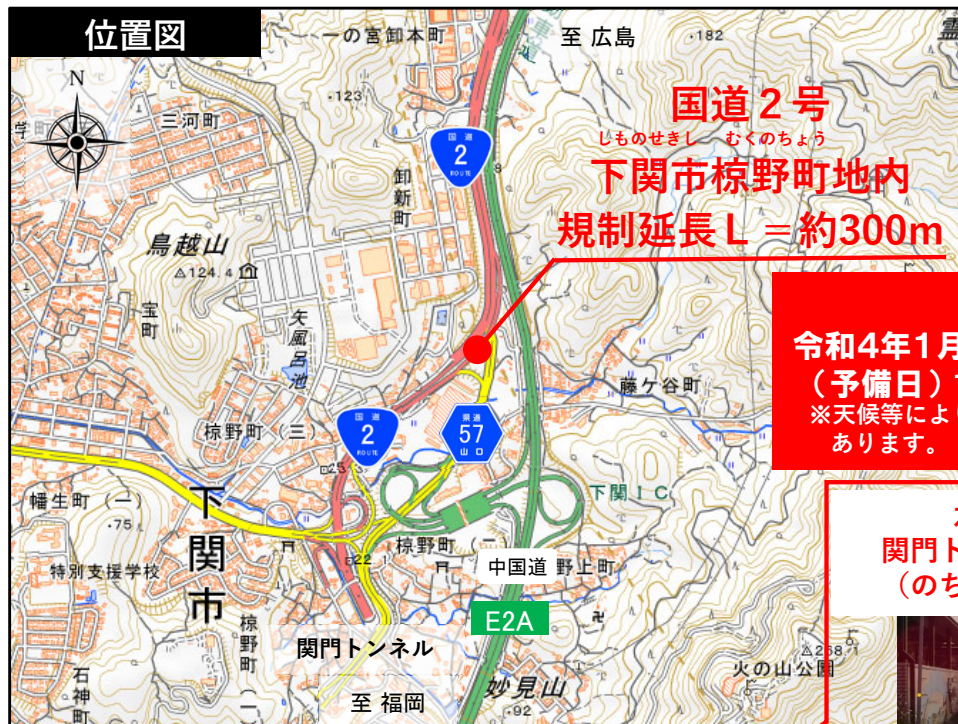 位置図
一の宮卸本町
至 広島
・182
霊
N
・123
学
三河町
国道
2
ROUTE
卸新町
国道２号
しものせきし むくのちょう
下関市椋野町地内
規制延長Ｌ＝約300m
鳥越山
△124.4
宝町
矢風呂池
令和4年1月
（予備日）
※天候等により
あります。
藤ケ谷町
国道
2
ROUTE
県道
57
山口
椋野町（三）
下関ＩＣ
幡生町（一）
・75
下関市
特別支援学校
椋野町（二）
中国道
野上町
E2A
関門ト
（のち
椋野町（一）
関門トンネル
至 福岡
石神町
妙見山
・92
火の山公園
△268